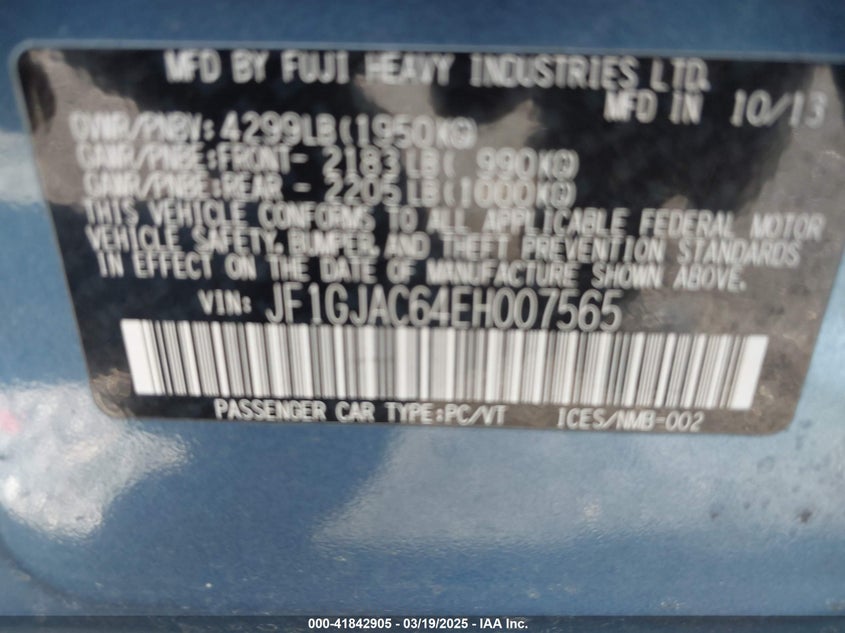 MFD BY FUJI HEAVY INDUSTRIES LTD.
MFD IN 10/13
GVWR/PNBV: 4299LB(1950KG)
GAWR/PNBE:FRONT- 2183LB( 990KG)
GAWR/PNBE:REAR - 2205LB(1000KG)
THIS VEHICLE CONFORMS TO ALL APPLICABLE FEDERAL MOTOR
VEHICLE SAFETY, BUMPER, AND THEFT PREVENTION STANDARDS
IN EFFECT ON THE DATE OF MANUFACTURE SHOWN ABOVE.
VIN: JF1GJAC64EH007565
PASSENGER CAR TYPE:PC/VT ICES/NMB-002
000-41842905 - 03/19/2025 - IAA Inc.